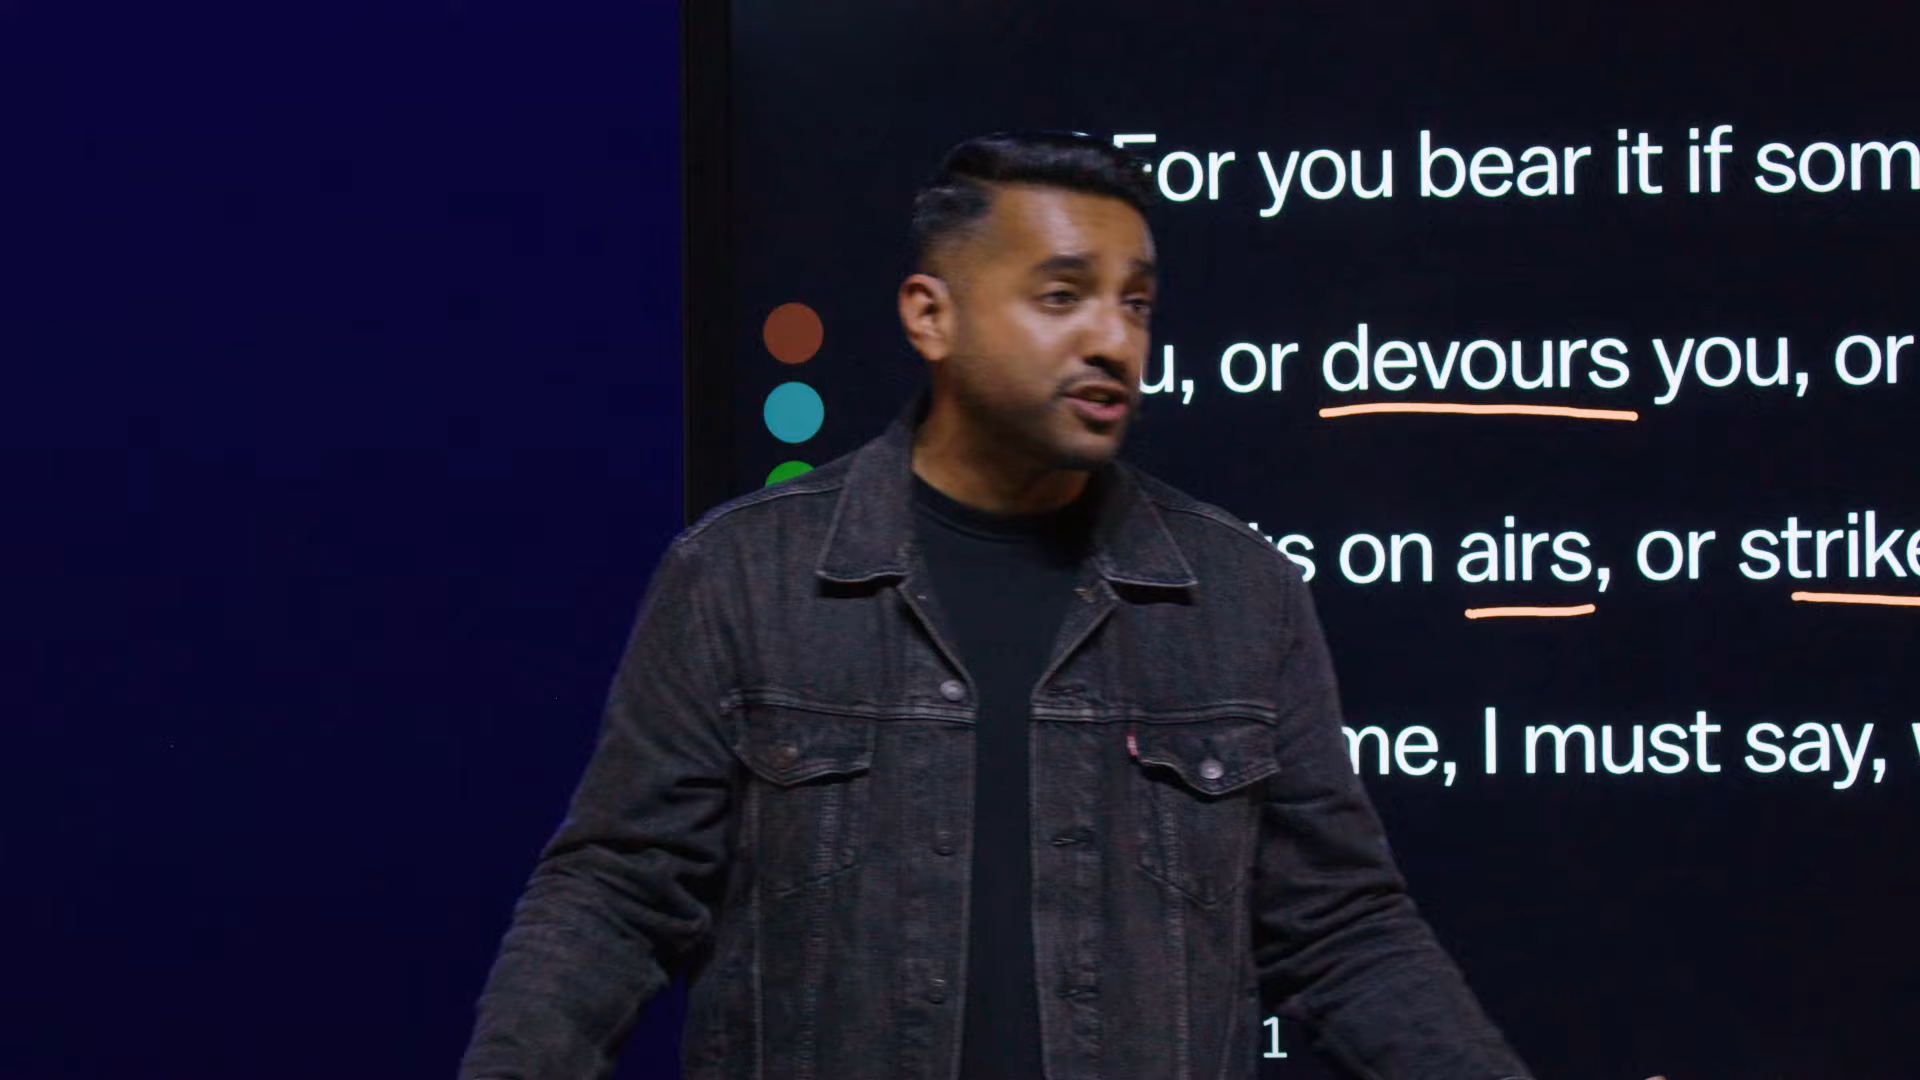 For you bear it if som
u, or devours you, or
s on airs, or strike
me, I must say,
1